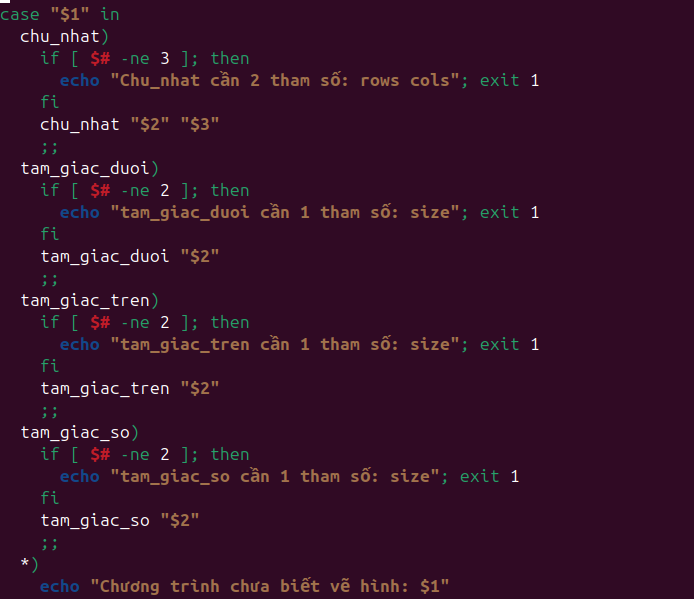 case "$1" in
  chu_nhat)
    if [ $# -ne 3 ]; then
      echo "Chu_nhat cần 2 tham số: rows cols"; exit 1
    fi
    chu_nhat "$2" "$3"
    ;;
  tam_giac_duoi)
    if [ $# -ne 2 ]; then
      echo "tam_giac_duoi cần 1 tham số: size"; exit 1
    fi
    tam_giac_duoi "$2"
    ;;
  tam_giac_tren)
    if [ $# -ne 2 ]; then
      echo "tam_giac_tren cần 1 tham số: size"; exit 1
    fi
    tam_giac_tren "$2"
    ;;
  tam_giac_so)
    if [ $# -ne 2 ]; then
      echo "tam_giac_so cần 1 tham số: size"; exit 1
    fi
    tam_giac_so "$2"
    ;;
  *)
    echo "Chương trinh chưa biết vẽ hinh: $1"